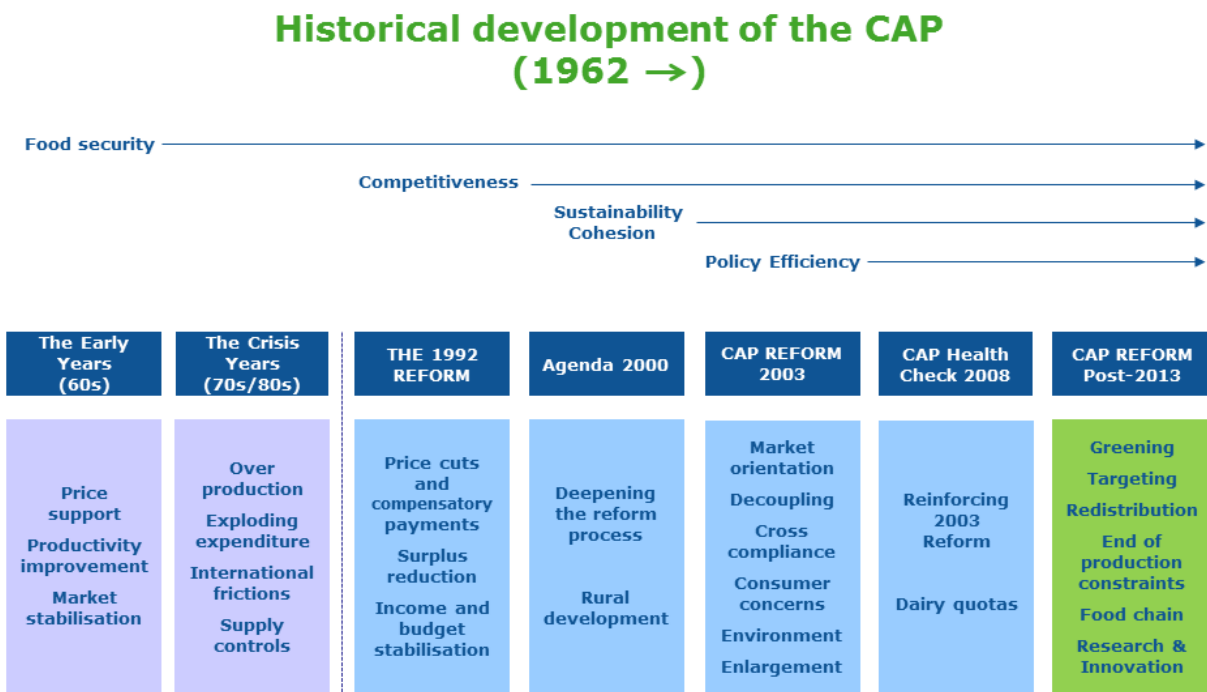 Historical development of the CAP
(1962 →)
Food security
Competitiveness
Sustainability
Cohesion
Policy Efficiency
The Early
Years
(60s)
Price
support
Productivity
improvement
Market
stabilisation
The Crisis
Years
(70s/80s)
Over
production
Exploding
expenditure
International
frictions
Supply
controls
THE 1992
REFORM
Price cuts
and
compensatory
payments
Surplus
reduction
Income and
budget
stabilisation
Agenda 2000
Deepening
the reform
process
Rural
development
CAP REFORM
2003
Market
orientation
Decoupling
Cross
compliance
Consumer
concerns
Environment
Enlargement
CAP Health
Check 2008
Reinforcing
2003
Reform
Dairy quotas
CAP REFORM
Post-2013
Greening
Targeting
Redistribution
End of
production
constraints
Food chain
Research &
Innovation